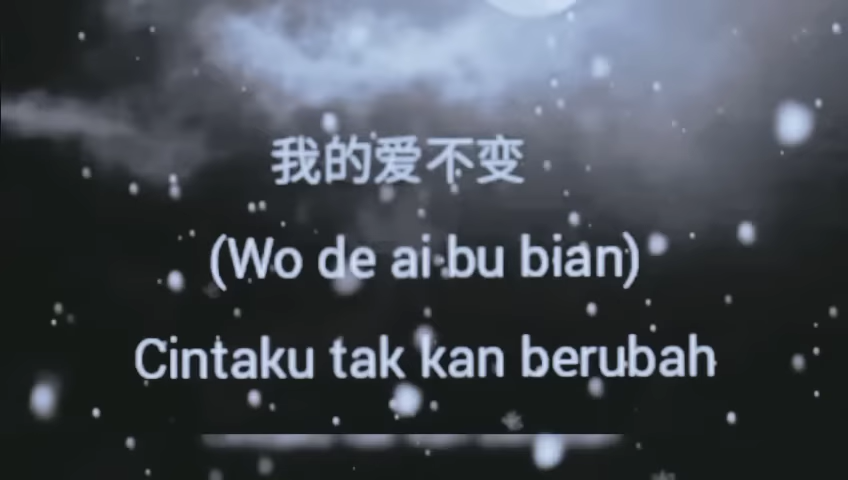 我的爱不变
(Wo de ai bu bian)
Cintaku tak kan berubah